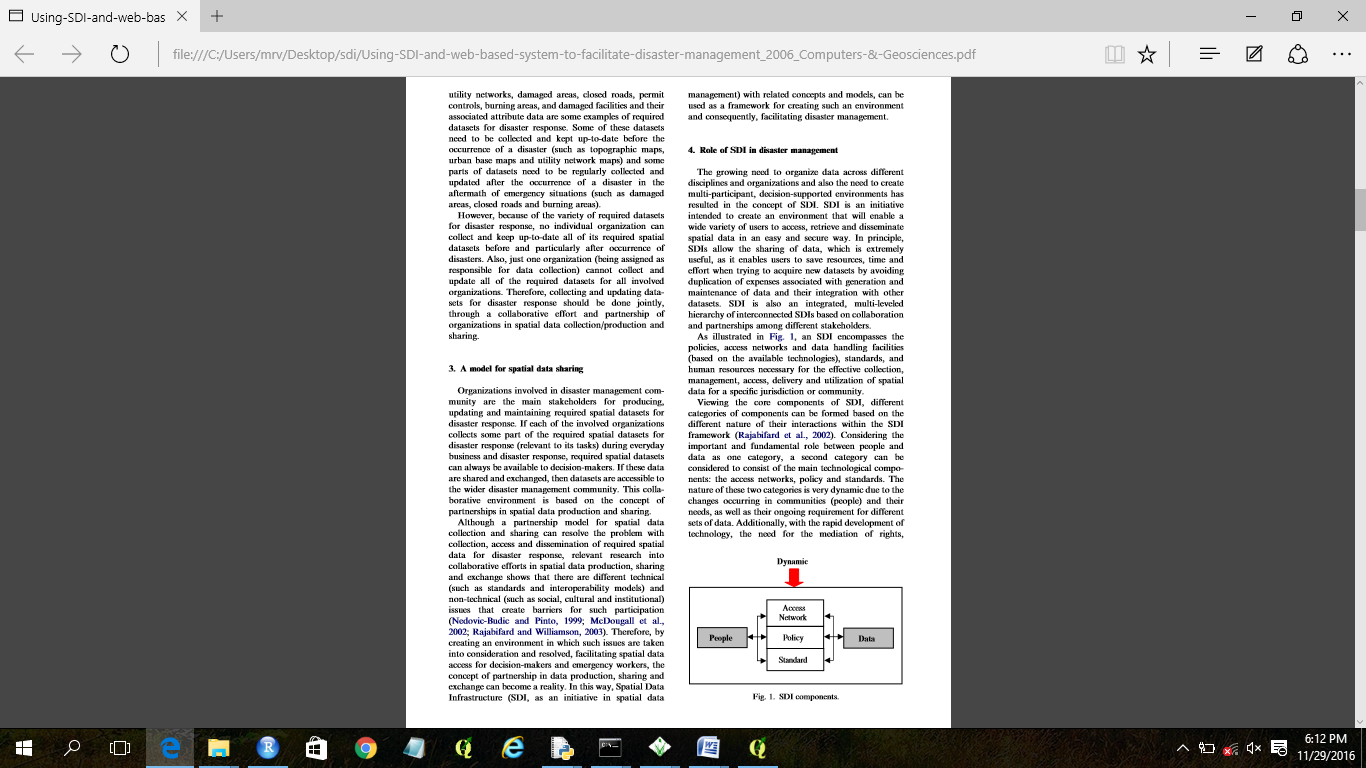 Using-SDI-and-web-bas
file:///C:/Users/mrv/Desktop/sdi/Using-SDI-and-web-based-system-to-facilitate-disaster-management_2006_Computers-&-Geosciences.pdf
utility networks, damaged areas, closed roads, permit
controls, burning areas, and damaged facilities and their
associated attribute data are some examples of required
datasets for disaster response. Some of these datasets
need to be collected and kept up-to-date before the
occurrence of a disaster (such as topographic maps,
urban base maps and utility network maps) and some
parts of datasets need to be regularly collected and
updated after the occurrence of a disaster in the
aftermath of emergency situations (such as damaged
areas, closed roads and burning areas).
However, because of the variety of required datasets
for disaster response, no individual organization can
collect and keep up-to-date all of its required spatial
datasets before and particularly after occurrence of
disasters. Also, just one organization (being assigned as
responsible for data collection) cannot collect and
update all of the required datasets for all involved
organizations. Therefore, collecting and updating data-
sets for disaster response should be done jointly,
through a collaborative effort and partnership of
organizations in spatial data collection/production and
sharing.
3. A model for spatial data sharing
Organizations involved in disaster management com-
munity are the main stakeholders for producing,
updating and maintaining required spatial datasets for
disaster response. If each of the involved organizations
collects some part of the required spatial datasets for
disaster response (relevant to its tasks) during everyday
business and disaster response, required spatial datasets
can always be available to decision-makers. If these data
are shared and exchanged, then datasets are accessible to
the wider disaster management community. This colla-
borative environment is based on the concept of
partnerships in spatial data production and sharing.
Although a partnership model for spatial data
collection and sharing can resolve the problem with
collection, access and dissemination of required spatial
data for disaster response, relevant research into
collaborative efforts in spatial data production, sharing
and exchange shows that there are different technical
(such as standards and interoperability models) and
non-technical (such as social, cultural and institutional)
issues that create barriers for such participation
(Nedovic-Budic and Pinto, 1999; McDougall et al.,
2002; Rajabifard and Williamson, 2003). Therefore, by
creating an environment in which such issues are taken
into consideration and resolved, facilitating spatial data
access for decision-makers and emergency workers, the
concept of partnership in data production, sharing and
exchange can become a reality. In this way, Spatial Data
Infrastructure (SDI, as an initiative in spatial data
management) with related concepts and models, can be
used as a framework for creating such an environment
and consequently, facilitating disaster management.
4. Role of SDI in disaster management
The growing need to organize data across different
disciplines and organizations and also the need to create
multi-participant, decision-supported environments has
resulted in the concept of SDI. SDI is an initiative
intended to create an environment that will enable a
wide variety of users to access, retrieve and disseminate
spatial data in an easy and secure way. In principle,
SDIs allow the sharing of data, which is extremely
useful, as it enables users to save resources, time and
effort when trying to acquire new datasets by avoiding
duplication of expenses associated with generation and
maintenance of data and their integration with other
datasets. SDI is also an integrated, multi-leveled
hierarchy of interconnected SDIs based on collaboration
and partnerships among different stakeholders.
As illustrated in Fig. 1, an SDI encompasses the
policies, access networks and data handling facilities
(based on the available technologies), standards, and
human resources necessary for the effective collection,
management, access, delivery and utilization of spatial
data for a specific jurisdiction or community.
Viewing the core components of SDI, different
categories of components can be formed based on the
different nature of their interactions within the SDI
framework (Rajabifard et al., 2002). Considering the
important and fundamental role between people and
data as one category, a second category can be
considered to consist of the main technological compo-
nents: the access networks, policy and standards. The
nature of these two categories is very dynamic due to the
changes occurring in communities (people) and their
needs, as well as their ongoing requirement for different
sets of data. Additionally, with the rapid development of
technology, the need for the mediation of rights,
Dynamic
Access
Network
People
Policy
Data
Standard
Fig. 1. SDI components.
6:12 PM
11/29/2016